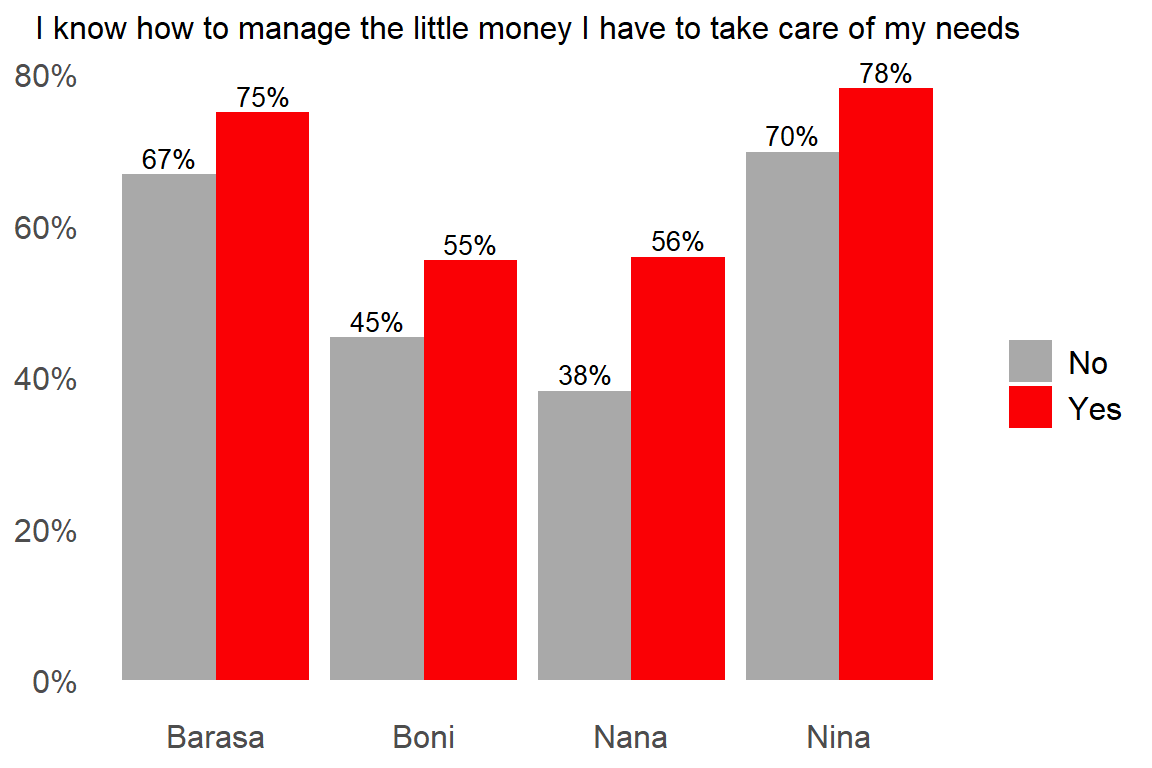 I know how to manage the little money I have to take care of my needs
80%
60%
40%
20%
0%
67%
75%
45%
55%
38%
56%
70%
78%
Barasa
Boni
Nana
Nina
No
Yes